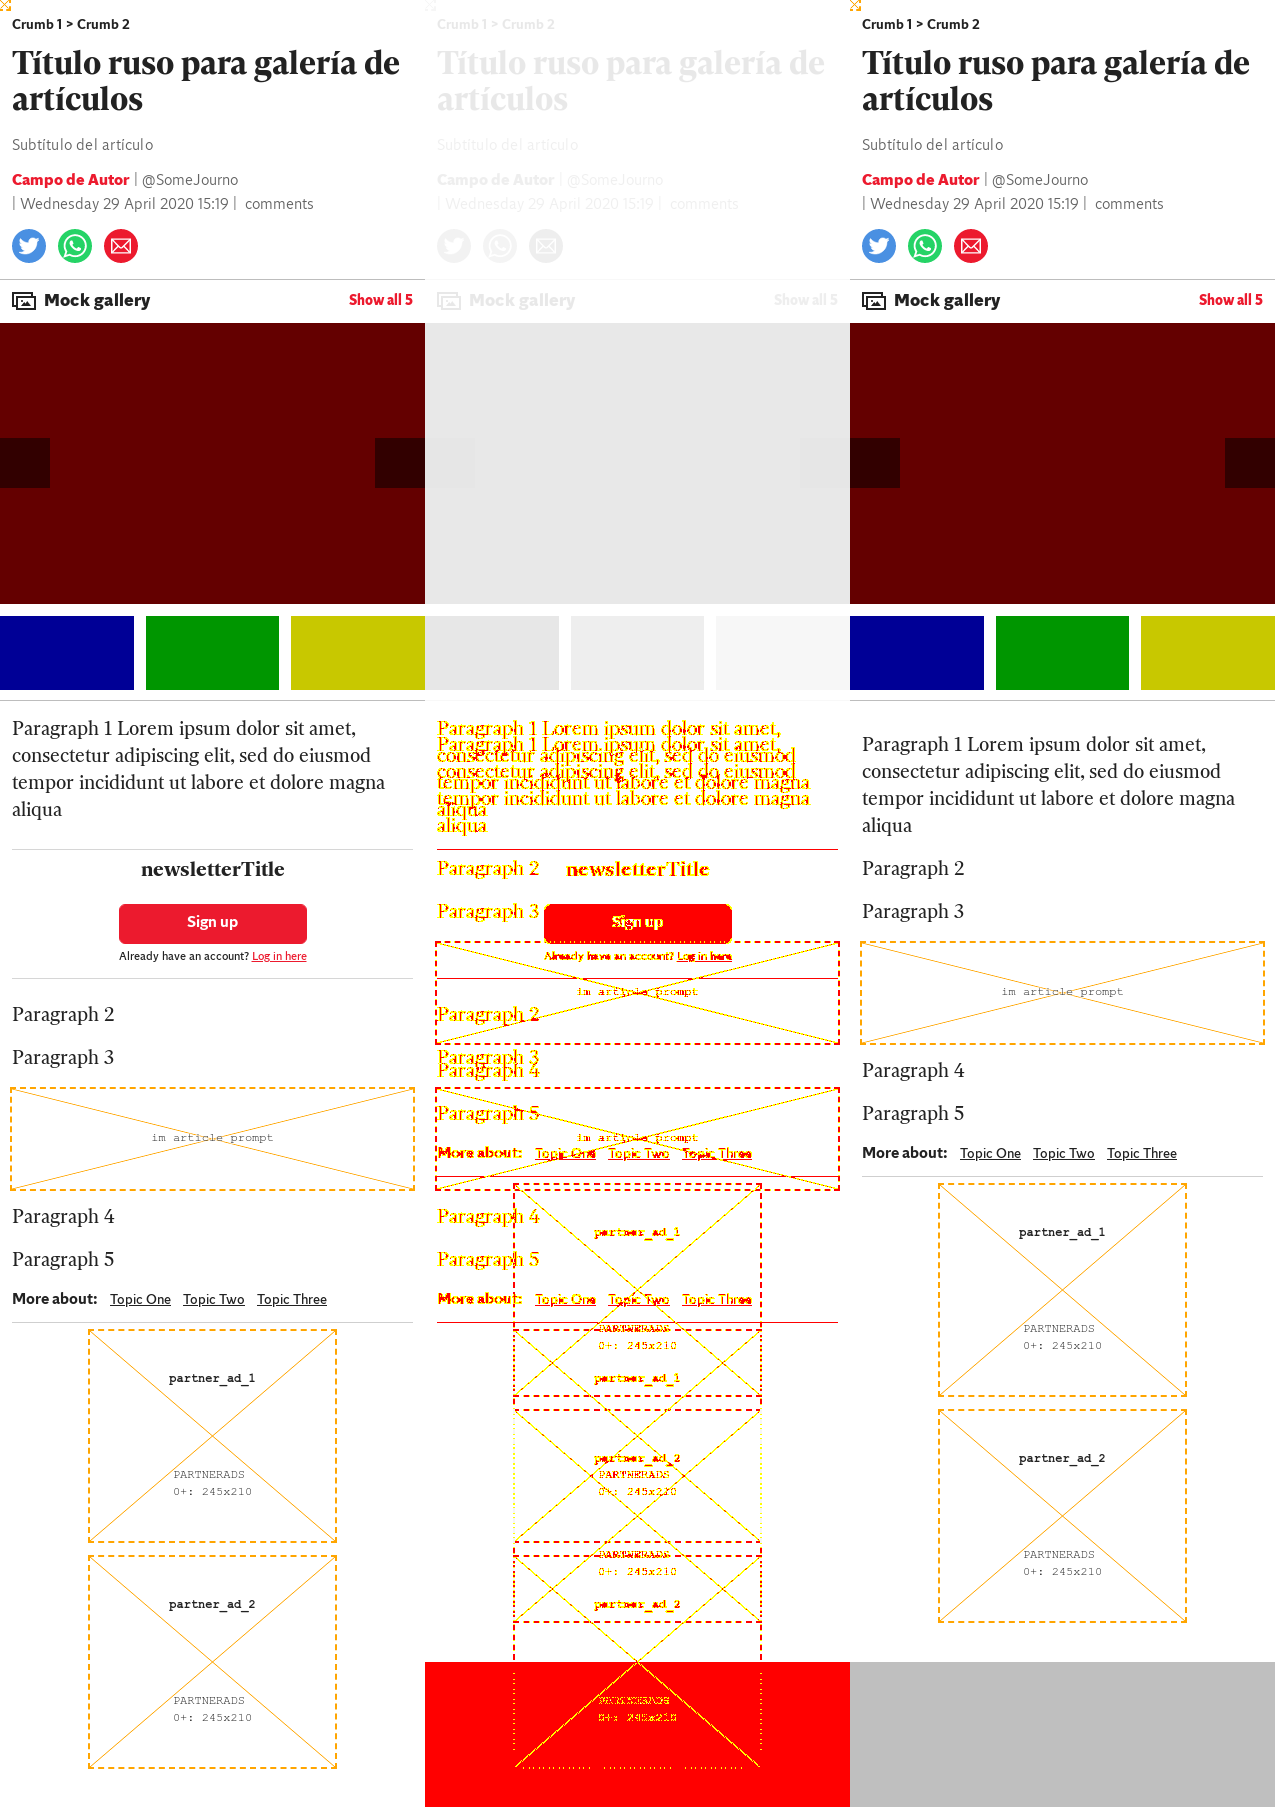 Crumb 1 > Crumb 2
Título ruso para galería de
artículos
Subtítulo del artículo
Campo de Autor | @SomeJourno
| Wednesday 29 April 2020 15:19 | comments
Mock gallery
Show all 5
Paragraph 1 Lorem ipsum dolor sit amet,
consectetur adipiscing elit, sed do eiusmod
tempor incididunt ut labore et dolore magna
aliqua
newsletterTitle
Sign up
Already have an account? Log in here
Paragraph 2
Paragraph 3
im article prompt
Paragraph 4
Paragraph 5
More about: Topic One Topic Two Topic Three
partner_ad_1
PARTNERADS
0+: 245x210
partner_ad_2
PARTNERADS
0+: 245x210
Crumb 1 > Crumb 2
Título ruso para galería de
artículos
Subtítulo del artículo
Campo de Autor | @SomeJourno
| Wednesday 29 April 2020 15:19 | comments
Mock gallery
Show all 5
Paragraph 1 Lorem ipsum dolor sit amet,
Paragraph 1 Lorem ipsum dolor sit amet,
consectetur adipiscing elit, sed do eiusmod
consectetur adipiscing elit, sed do eiusmod
tempor incididunt ut labore et dolore magna
tempor incididunt ut labore et dolore magna
aliqua
aliqua
Paragraph 2
newsletterTitle
Paragraph 3
Sign up
Already have an account? Log in here
im article prompt
Paragraph 2
Paragraph 3
Paragraph 4
Paragraph 5
im article prompt
More about: Topic One Topic Two Topic Three
Paragraph 4
partner_ad_1
Paragraph 5
More about: Topic One Topic Two Topic Three
PARTNERADS
0+: 245x210
partner_ad_1
partner_ad_2
PARTNERADS
0+: 245x210
PARTNERADS
0+: 245x210
partner_ad_2
PARTNERADS
0+: 245x210
Crumb 1 > Crumb 2
Título ruso para galería de
artículos
Subtítulo del artículo
Campo de Autor | @SomeJourno
| Wednesday 29 April 2020 15:19 | comments
Mock gallery
Show all 5
Paragraph 1 Lorem ipsum dolor sit amet,
consectetur adipiscing elit, sed do eiusmod
tempor incididunt ut labore et dolore magna
aliqua
Paragraph 2
Paragraph 3
im article prompt
Paragraph 4
Paragraph 5
More about: Topic One Topic Two Topic Three
partner_ad_1
PARTNERADS
0+: 245x210
partner_ad_2
PARTNERADS
0+: 245x210